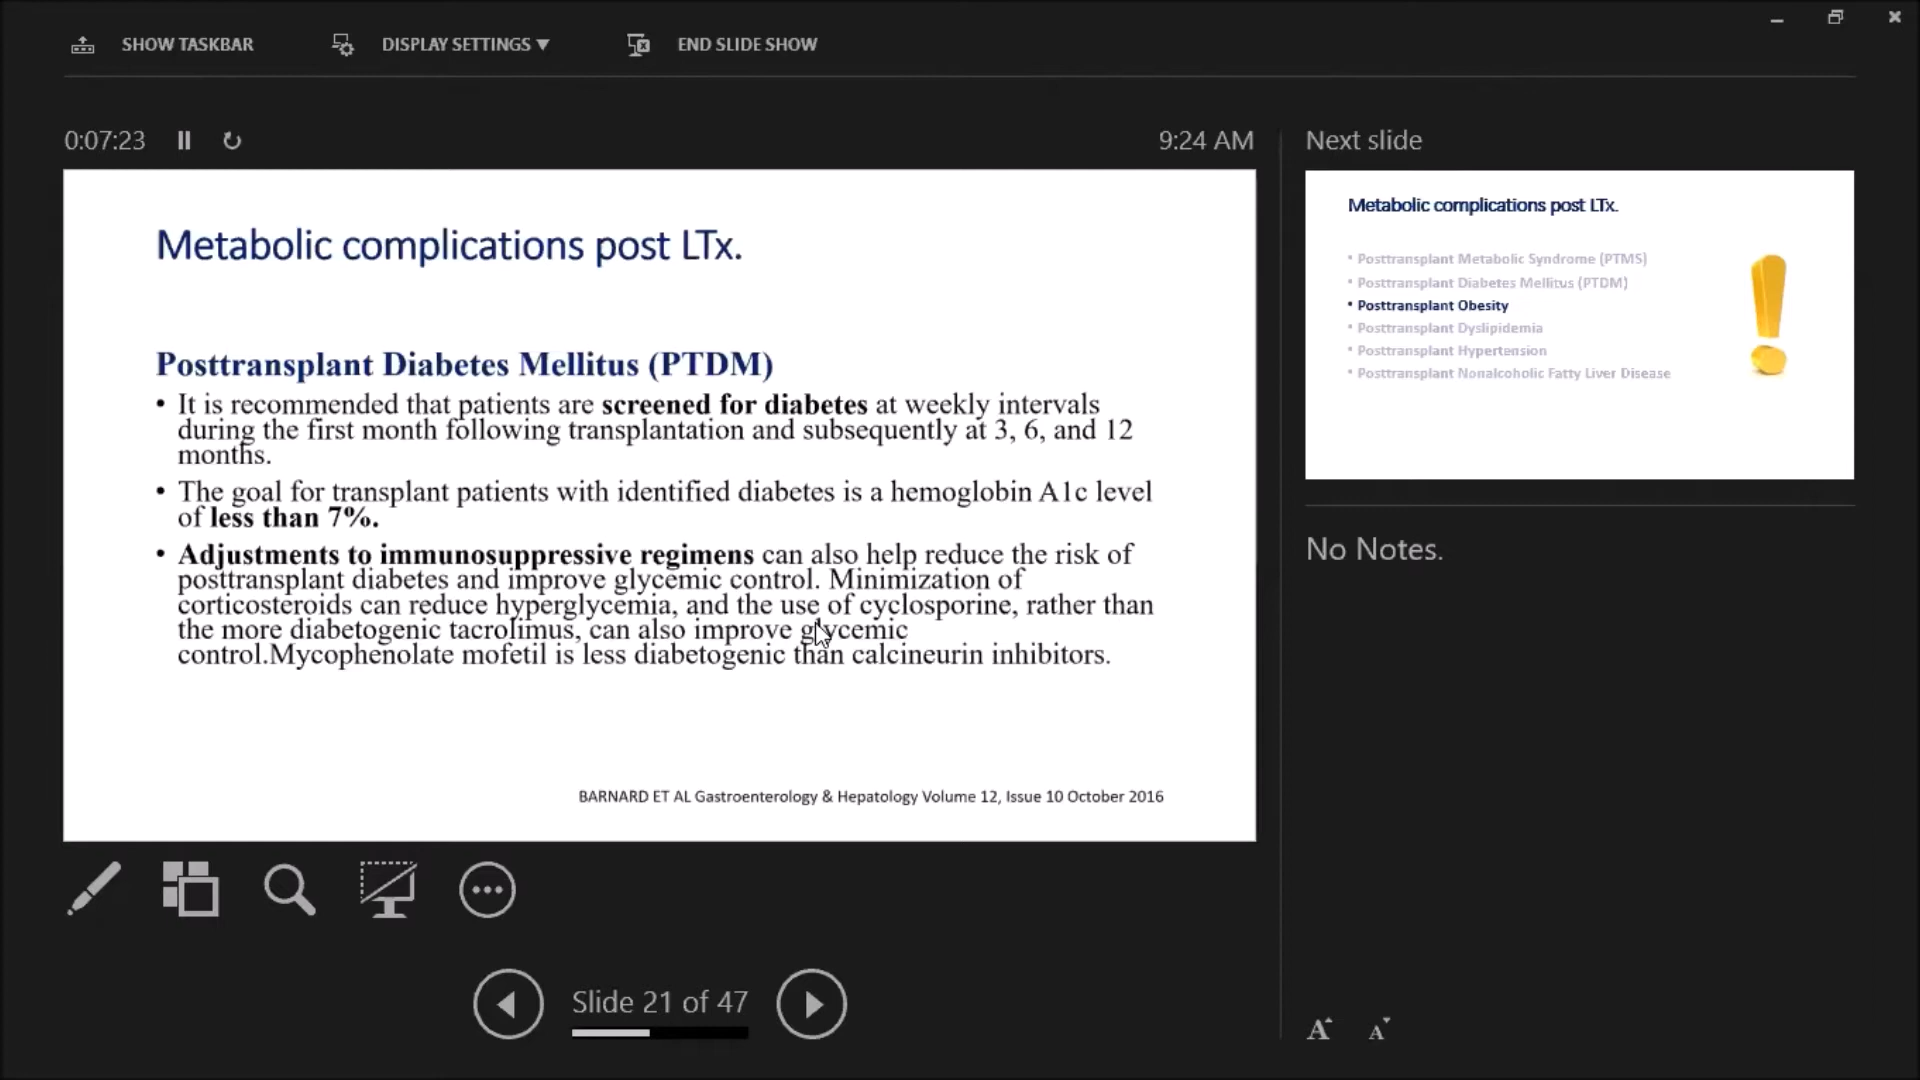 SHOW TASKBAR
DISPLAY SETTINGS ▼
END SLIDE SHOW
0:07:23
9:24 AM
Metabolic complications post LTx.
Posttransplant Diabetes Mellitus (PTDM)
• It is recommended that patients are screened for diabetes at weekly intervals
during the first month following transplantation and subsequently at 3, 6, and 12
months.
• The goal for transplant patients with identified diabetes is a hemoglobin A1c level
of less than 7%.
• Adjustments to immunosuppressive regimens can also help reduce the risk of
posttransplant diabetes and improve glycemic control. Minimization of
corticosteroids can reduce hyperglycemia, and the use of cyclosporine, rather than
the more diabetogenic tacrolimus, can also improve glycemic
control.Mycophenolate mofetil is less diabetogenic than calcineurin inhibitors.
BARNARD ET AL Gastroenterology & Hepatology Volume 12, Issue 10 October 2016
Slide 21 of 47
Next slide
Metabolic complications post LTx.
• Posttransplant Metabolic Syndrome (PTMS)
• Posttransplant Diabetes Mellitus (PTDM)
• Posttransplant Obesity
• Posttransplant Dyslipidemia
• Posttransplant Hypertension
• Posttransplant Nonalcoholic Fatty Liver Disease
No Notes.
A A